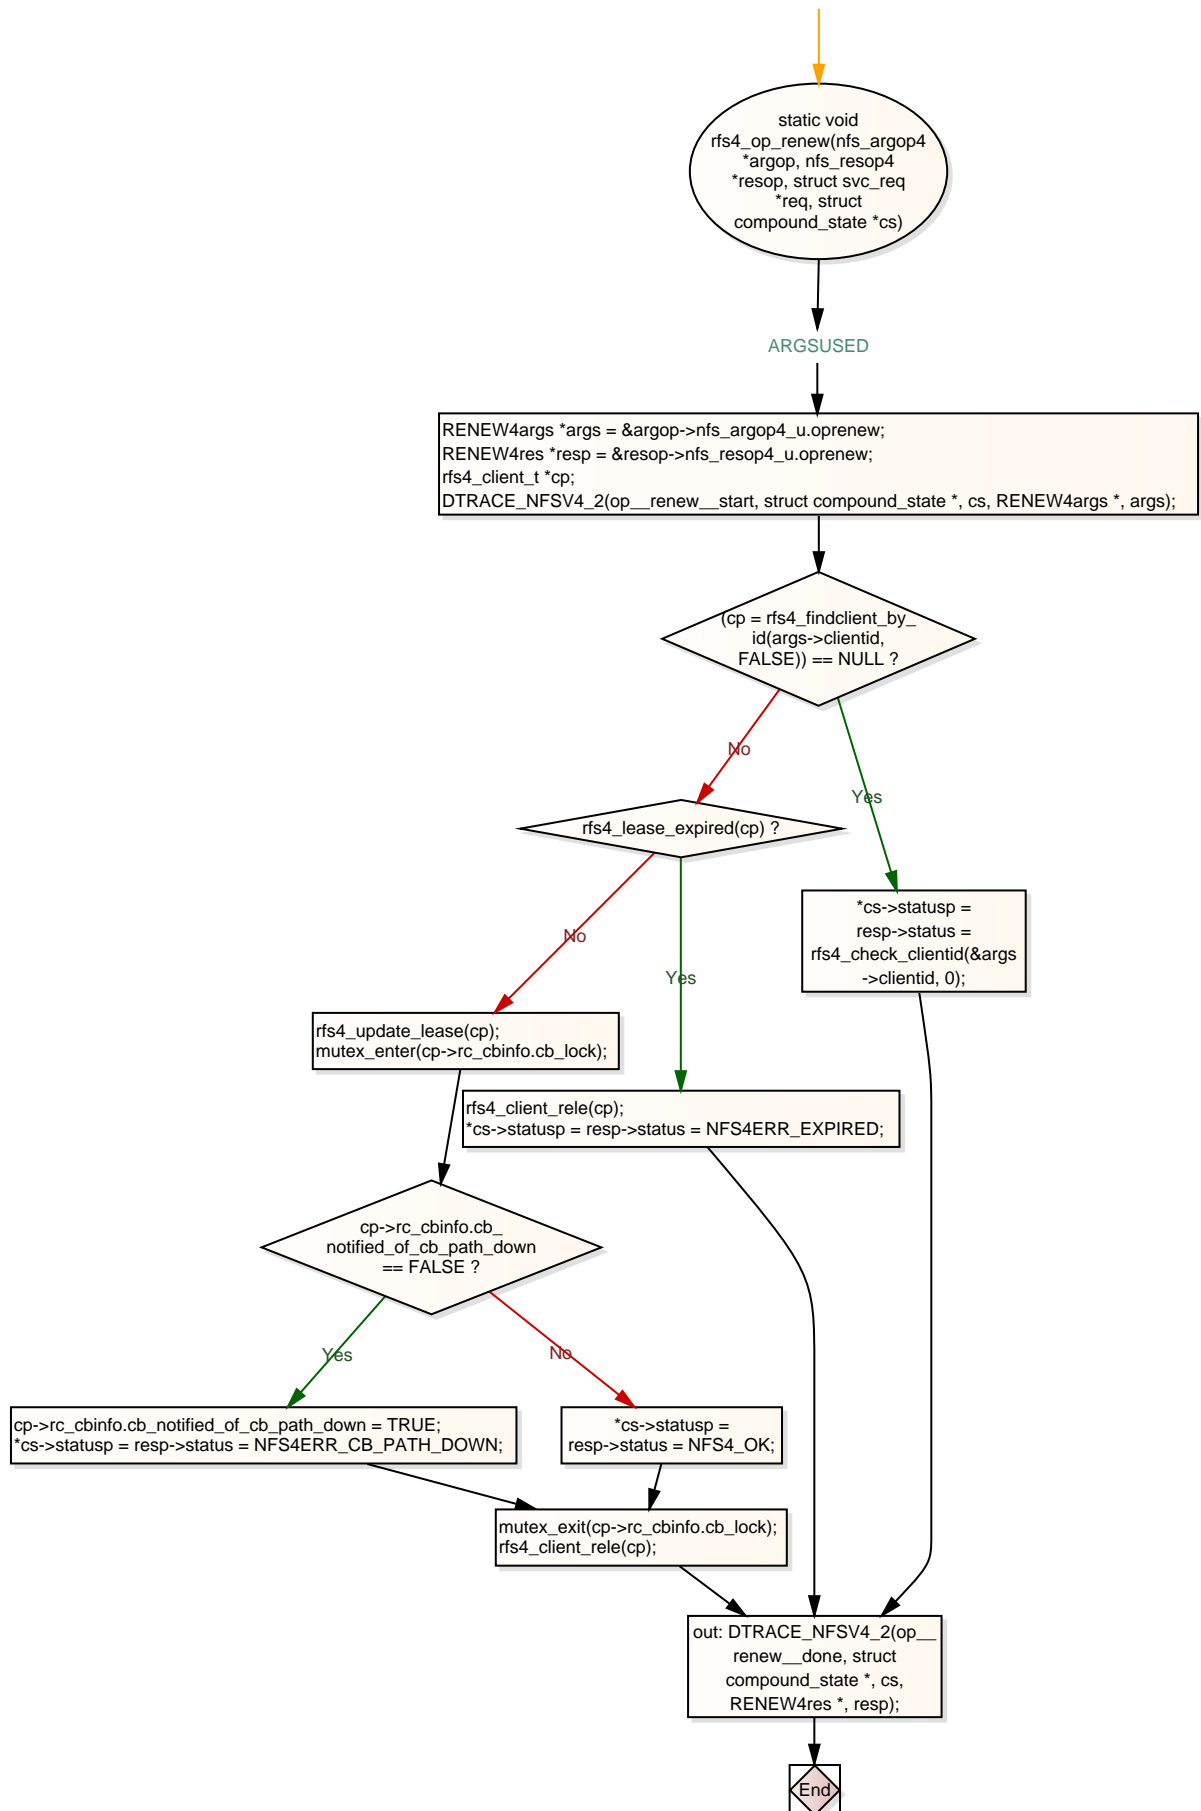 static void
rfs4_op_renew(nfs_argop4
*argop, nfs_resop4
*resop, struct svc_req
*req, struct
compound_state *cs)
ARGSUSED
RENEW4args *args = &argop->nfs_argop4_u.oprenew;
RENEW4res *resp = &resop->nfs_resop4_u.oprenew;
rfs4_client_t *cp;
DTRACE_NFSV4_2(op__renew__start, struct compound_state *, cs, RENEW4args *, args);
(cp = rfs4_findclient_by_
id(args->clientid,
FALSE)) == NULL ?
No
Yes
rfs4_lease_expired(cp) ?
*cs->statusp =
resp->status =
rfs4_check_clientid(&args
->clientid, 0);
No
Yes
rfs4_update_lease(cp);
mutex_enter(cp->rc_cbinfo.cb_lock);
rfs4_client_rele(cp);
*cs->statusp = resp->status = NFS4ERR_EXPIRED;
cp->rc_cbinfo.cb_
notified_of_cb_path_down
== FALSE ?
Yes
No
cp->rc_cbinfo.cb_notified_of_cb_path_down = TRUE;
*cs->statusp = resp->status = NFS4ERR_CB_PATH_DOWN;
*cs->statusp =
resp->status = NFS4_OK;
mutex_exit(cp->rc_cbinfo.cb_lock);
rfs4_client_rele(cp);
out: DTRACE_NFSV4_2(op__
renew__done, struct
compound_state *, cs,
RENEW4res *, resp);
End